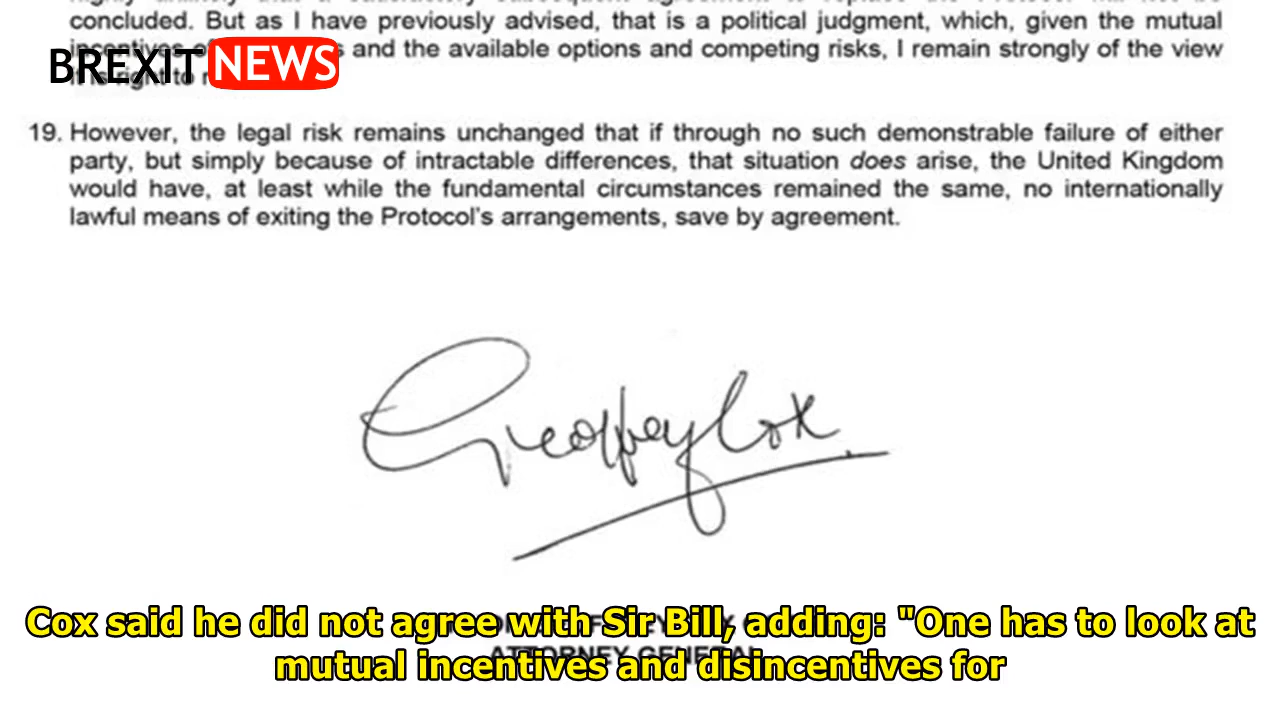 concluded. But as I have previously advised, that is a political judgment, which, given the mutual
and the available options and competing risks, I remain strongly of the view
BREXIT NEWS
19. However, the legal risk remains unchanged that if through no such demonstrable failure of either
party, but simply because of intractable differences, that situation does arise, the United Kingdom
would have, at least while the fundamental circumstances remained the same, no internationally
lawful means of exiting the Protocol's arrangements, save by agreement.
Geoffrey Cox
Cox said he did not agree with Sir Bill, adding: "One has to look at
ATTORNEY GENERAL
mutual incentives and disincentives for